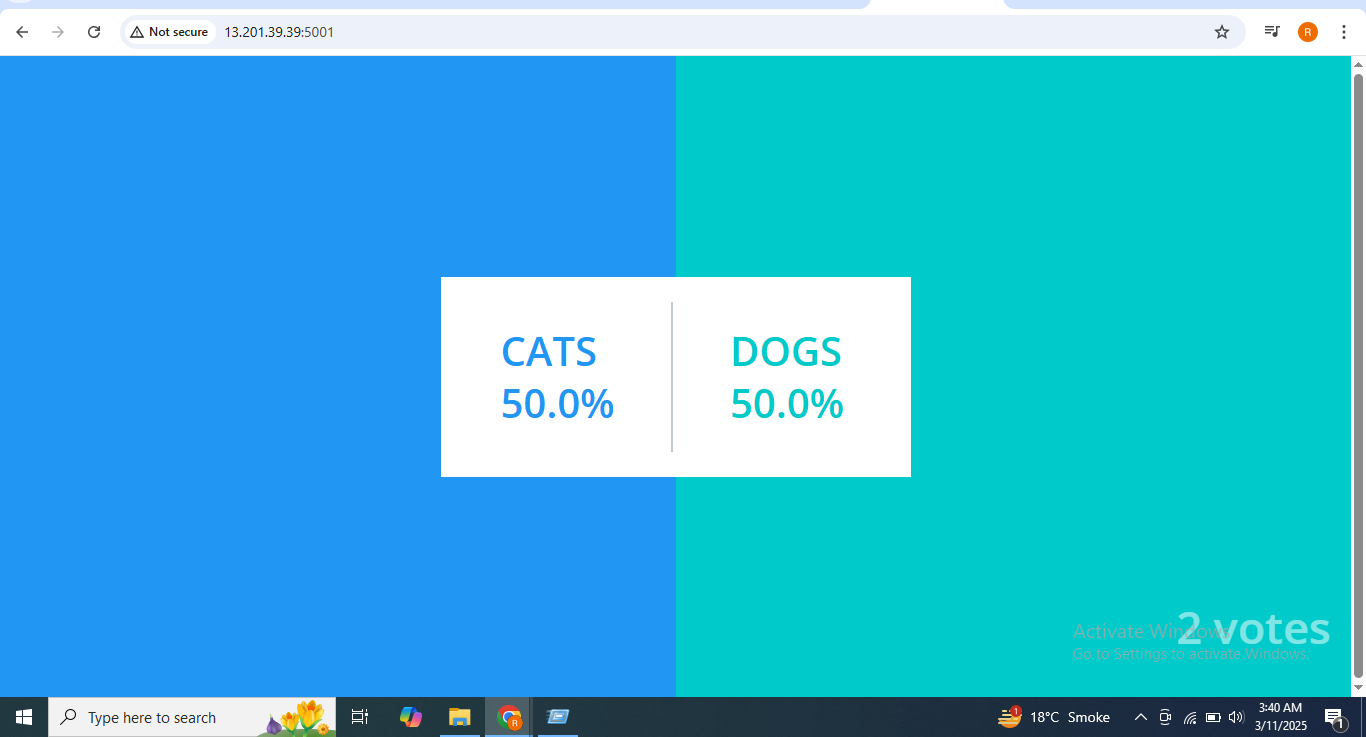 Not secure 13.201.39.39:5001
R
CATS
50.0%
DOGS
50.0%
2 votes
Activate Windows
Go to Settings to activate Windows.
Type here to search
R
1
18°C Smoke
3:40 AM
3/11/2025
1